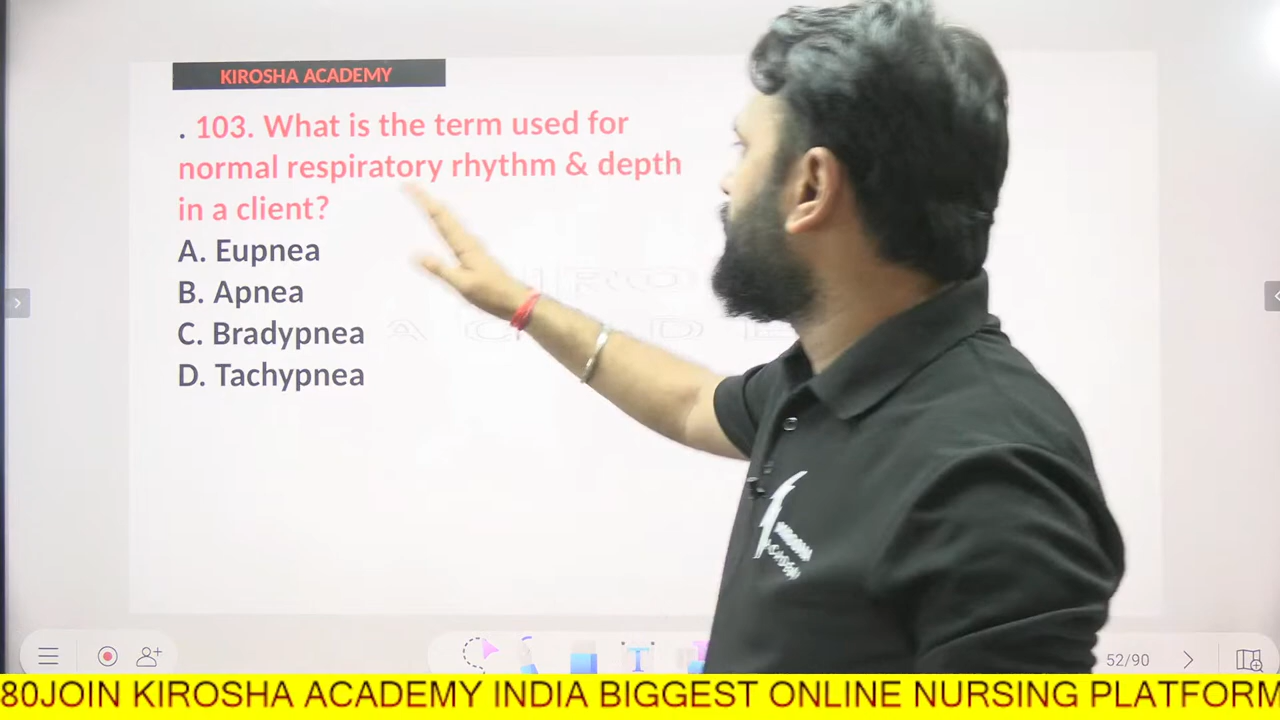 KIROSHA ACADEMY
. 103. What is the term used for
normal respiratory rhythm & depth
in a client?
A. Eupnea
B. Apnea
C. Bradypnea
D. Tachypnea
52/90
80JOIN KIROSHA ACADEMY INDIA BIGGEST ONLINE NURSING PLATFORM